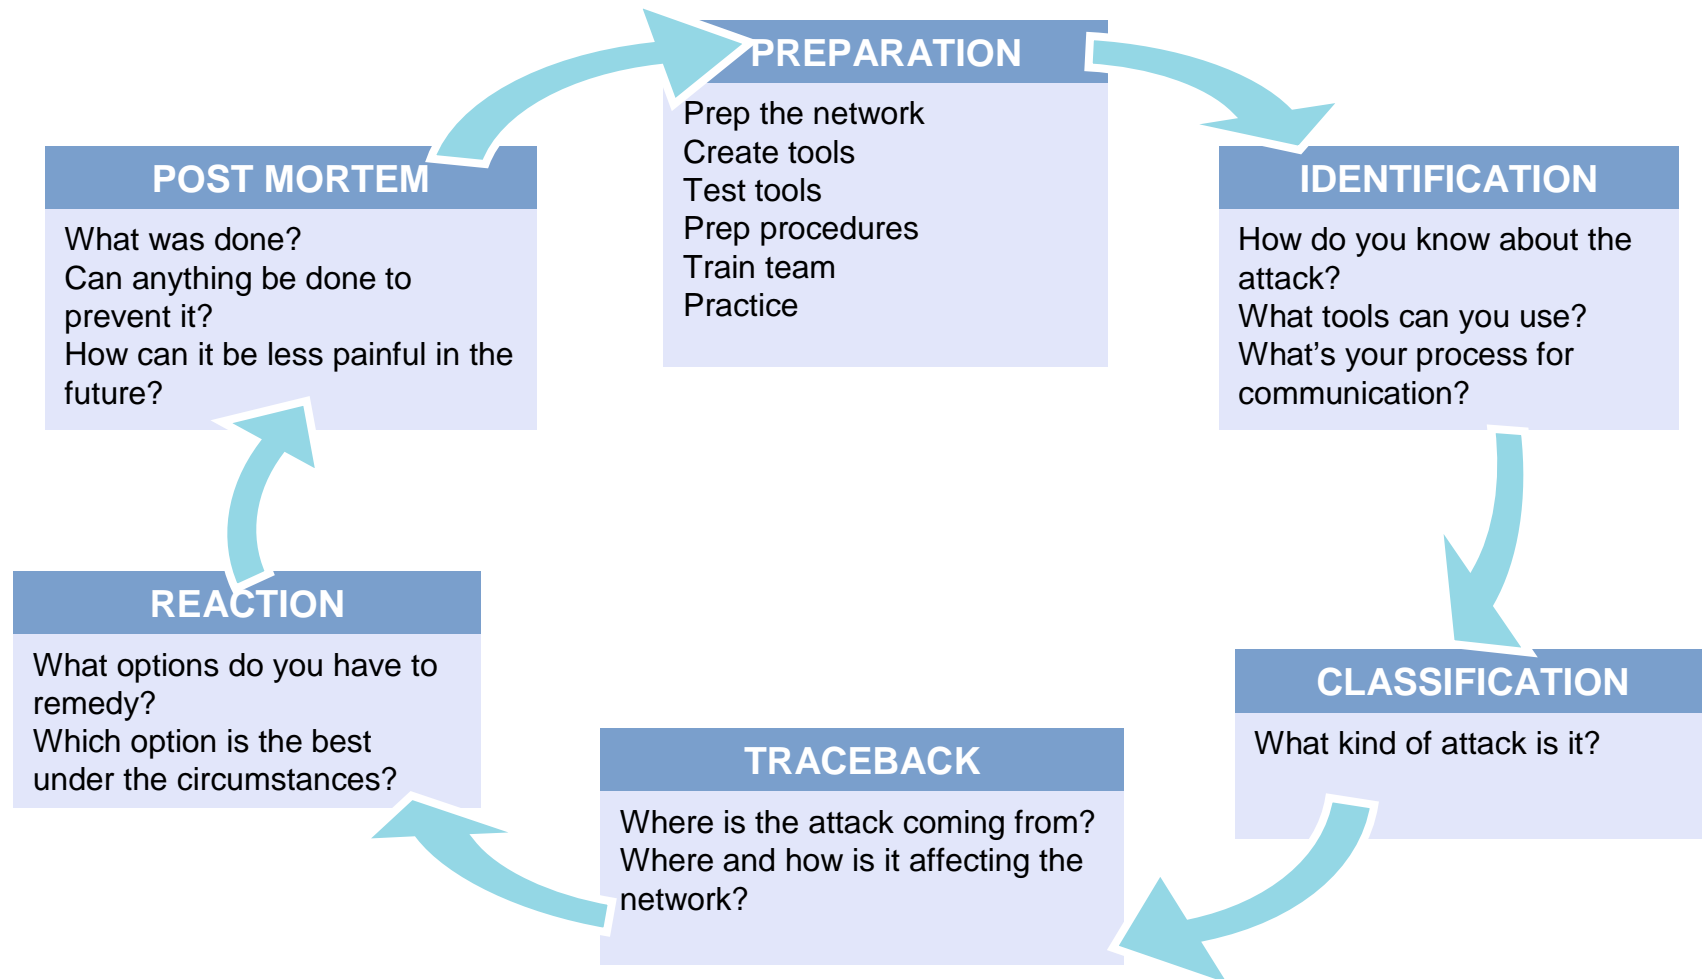 PREPARATION
Prep the network
Create tools
Test tools
Prep procedures
Train team
Practice
IDENTIFICATION
How do you know about the
attack?
What tools can you use?
What’s your process for
communication?
CLASSIFICATION
What kind of attack is it?
TRACEBACK
Where is the attack coming from?
Where and how is it affecting the
network?
REACTION
What options do you have to
remedy?
Which option is the best
under the circumstances?
POST MORTEM
What was done?
Can anything be done to
prevent it?
How can it be less painful in the
future?